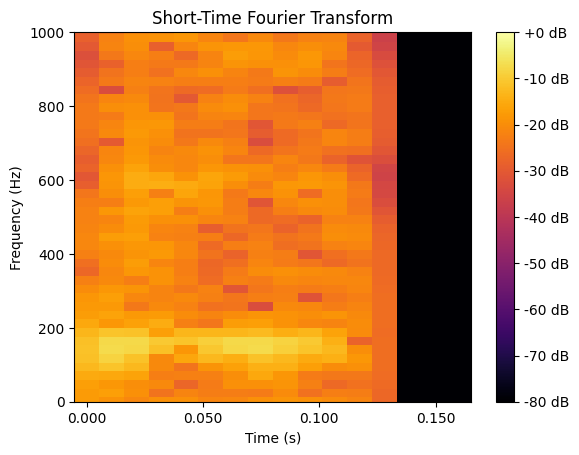 Short-Time Fourier Transform
1000
800
600
400
200
0
Frequency (Hz)
0.000
0.050
0.100
0.150
Time (s)
+0 dB
-10 dB
-20 dB
-30 dB
-40 dB
-50 dB
-60 dB
-70 dB
-80 dB